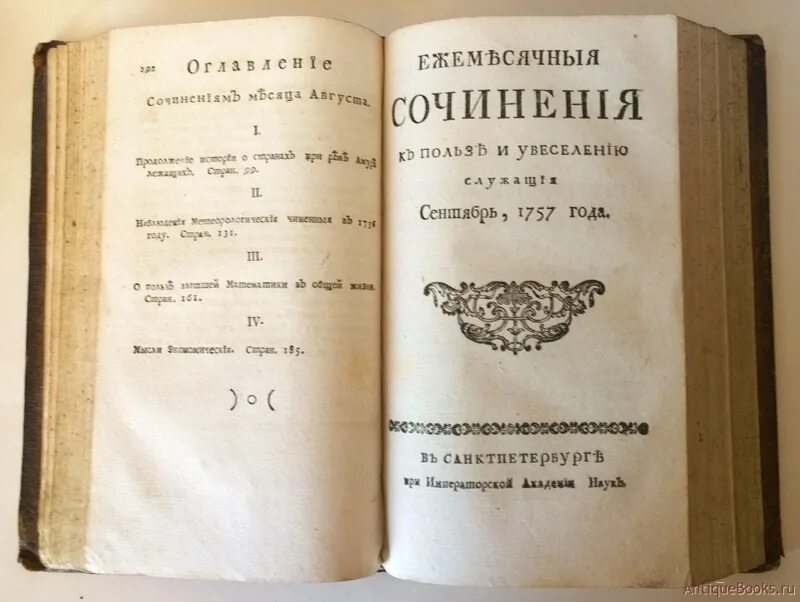 292
Оглавленіе
Сочиненіямъ мѣсяца Августа.
I.
Продолженіе исторіи о странахъ при рѣкѣ Амурѣ
лежащихъ. Стран. 99.
II.
Наблюденія Метеорологическія чиненныя въ 1756
году. Стран. 131.
III.
О пользѣ вышшей Математики въ общей жизни.
Стран. 161.
IV.
Мысли Экономическія. Стран. 185.
) о (
ЕЖЕМѢСЯЧНЫЯ
СОЧИНЕНІЯ
КЪ ПОЛЬЗѢ И УВЕСЕЛЕНІЮ
СЛУЖАЩІЯ
Сентябрь, 1757 года.
ВЪ САНКТПЕТЕРБУРГѢ
при Императорской Академіи Наукъ
AntiqueBooks.ru